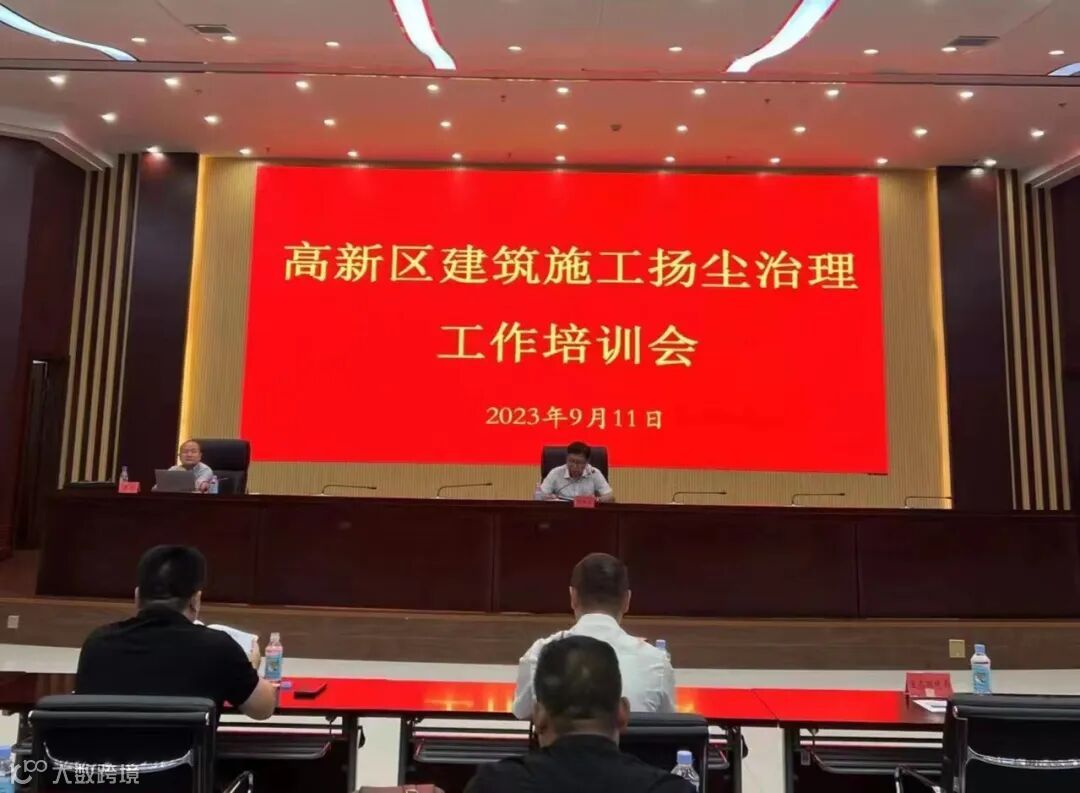 高新区建筑施工扬尘治理
工作培训会
2023年9月11日
大数跨境